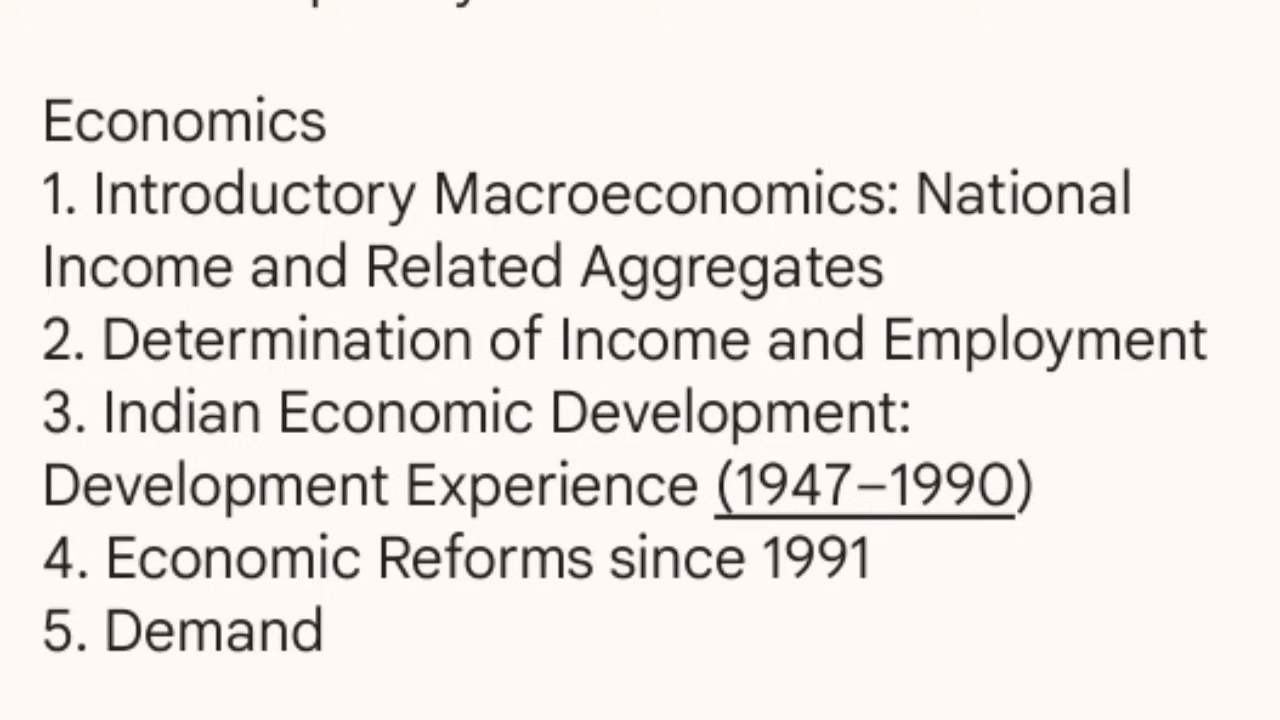 Economics
1. Introductory Macroeconomics: National
Income and Related Aggregates
2. Determination of Income and Employment
3. Indian Economic Development:
Development Experience (1947–1990)
4. Economic Reforms since 1991
5. Demand